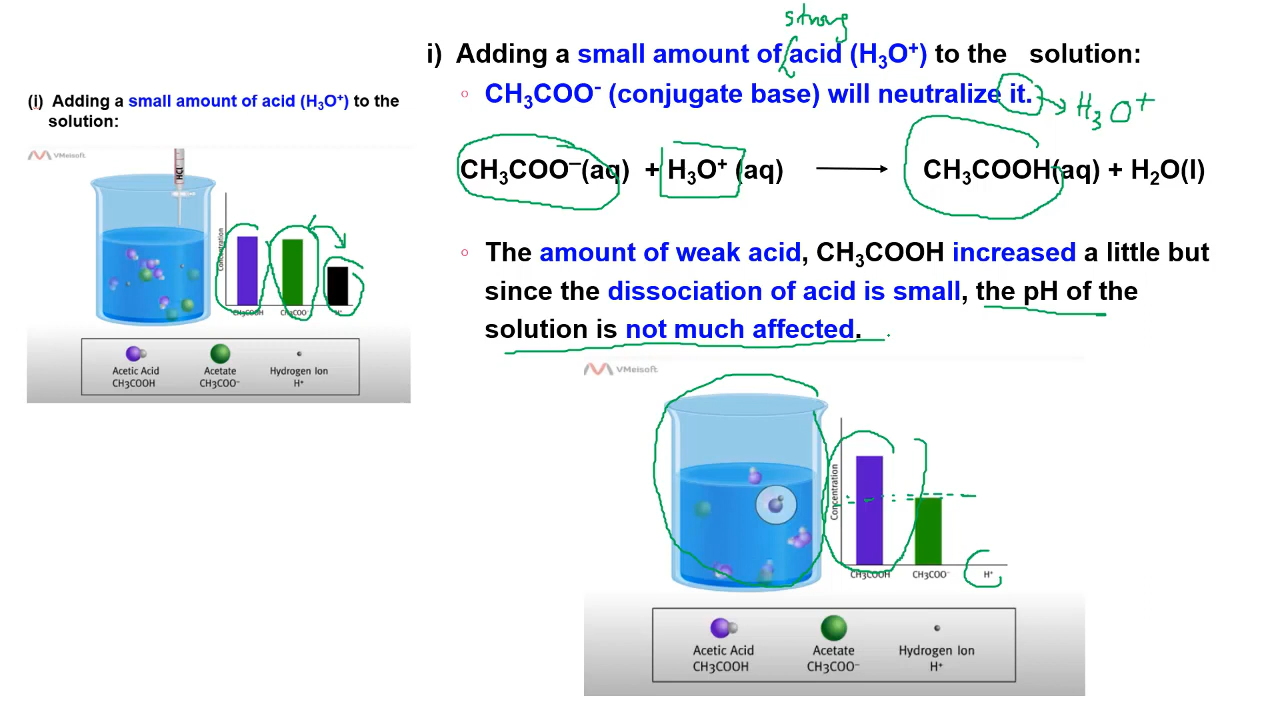 (i) Adding a small amount of acid (H₃O⁺) to the
solution:
VMeisoft
HCl
Concentration
CH3COOH CH3COO⁻ H⁺
Acetic Acid Acetate Hydrogen Ion
CH3COOH CH3COO⁻ H⁺
strong
i) Adding a small amount of acid (H₃O⁺) to the solution:
CH₃COO⁻ (conjugate base) will neutralize it. → H₃O⁺
CH₃COO⁻(aq) + H₃O⁺ (aq) ⟶ CH₃COOH(aq) + H₂O(l)
The amount of weak acid, CH₃COOH increased a little but
since the dissociation of acid is small, the pH of the
solution is not much affected.
VMeisoft
Concentration
CH3COOH CH3COO⁻ H⁺
Acetic Acid Acetate Hydrogen Ion
CH3COOH CH3COO⁻ H⁺